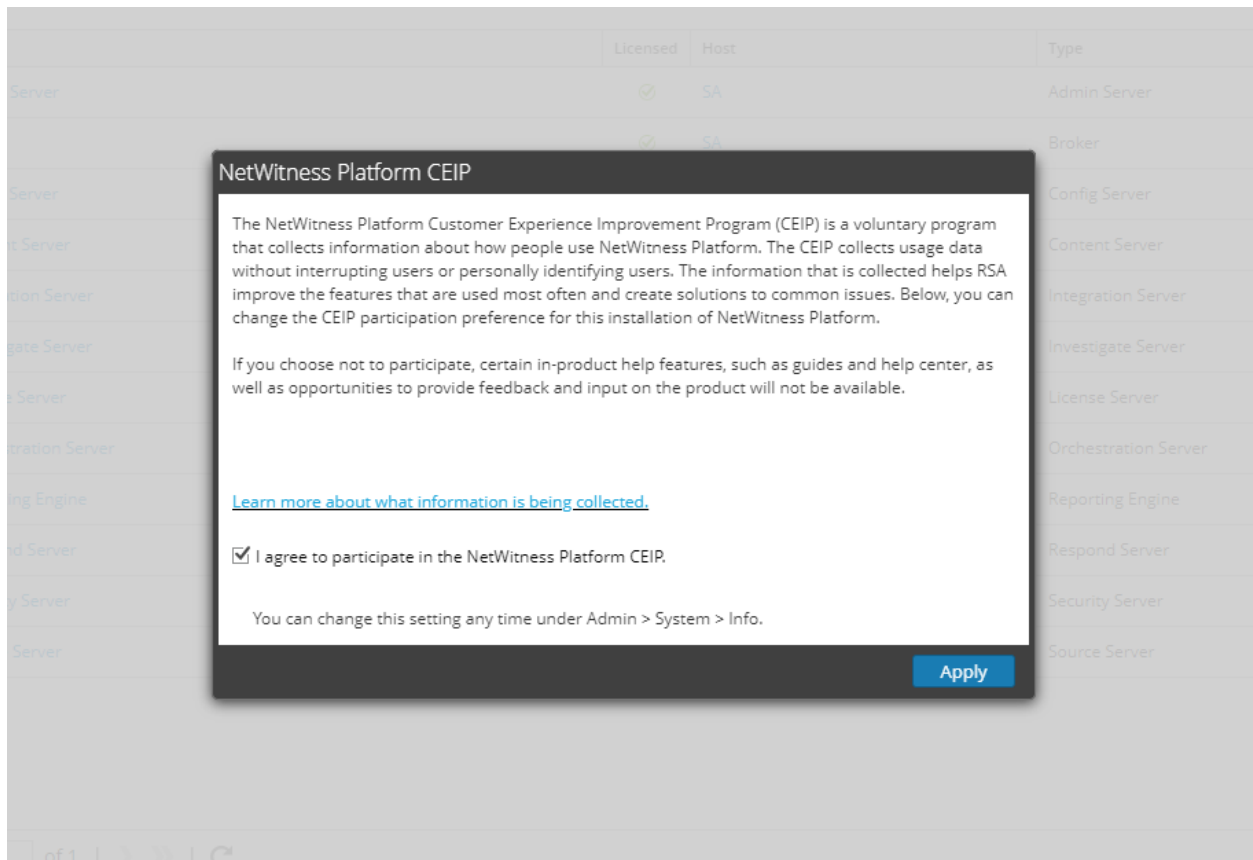 Licensed Host Type
Server SA Admin Server
SA Broker
Server Config Server
Server Content Server
Server Integration Server
Server Investigate Server
Server License Server
Server Orchestration Server
Engine Reporting Engine
Server Respond Server
Server Security Server
Server Source Server
NetWitness Platform CEIP
The NetWitness Platform Customer Experience Improvement Program (CEIP) is a voluntary program
that collects information about how people use NetWitness Platform. The CEIP collects usage data
without interrupting users or personally identifying users. The information that is collected helps RSA
improve the features that are used most often and create solutions to common issues. Below, you can
change the CEIP participation preference for this installation of NetWitness Platform.
If you choose not to participate, certain in-product help features, such as guides and help center, as
well as opportunities to provide feedback and input on the product will not be available.
Learn more about what information is being collected.
I agree to participate in the NetWitness Platform CEIP.
You can change this setting any time under Admin > System > Info.
Apply
of 1